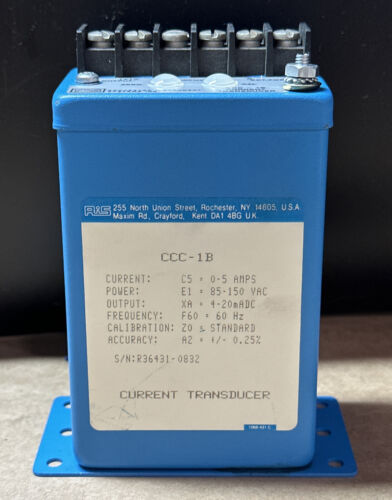 RIS 255 North Union Street, Rochester, NY 14605, U.S.A.
Maxim Rd., Crayford, Kent DA1 4BG U.K.
CCC-1B
CURRENT: C5 = 0-5 AMPS
POWER: E1 = 85-150 VAC
OUTPUT: XA = 4-20mADC
FREQUENCY: F60 = 60 Hz
CALIBRATION: Z0 = STANDARD
ACCURACY: A2 = +/- 0.25%
S/N:R36431-0832
CURRENT TRANSDUCER